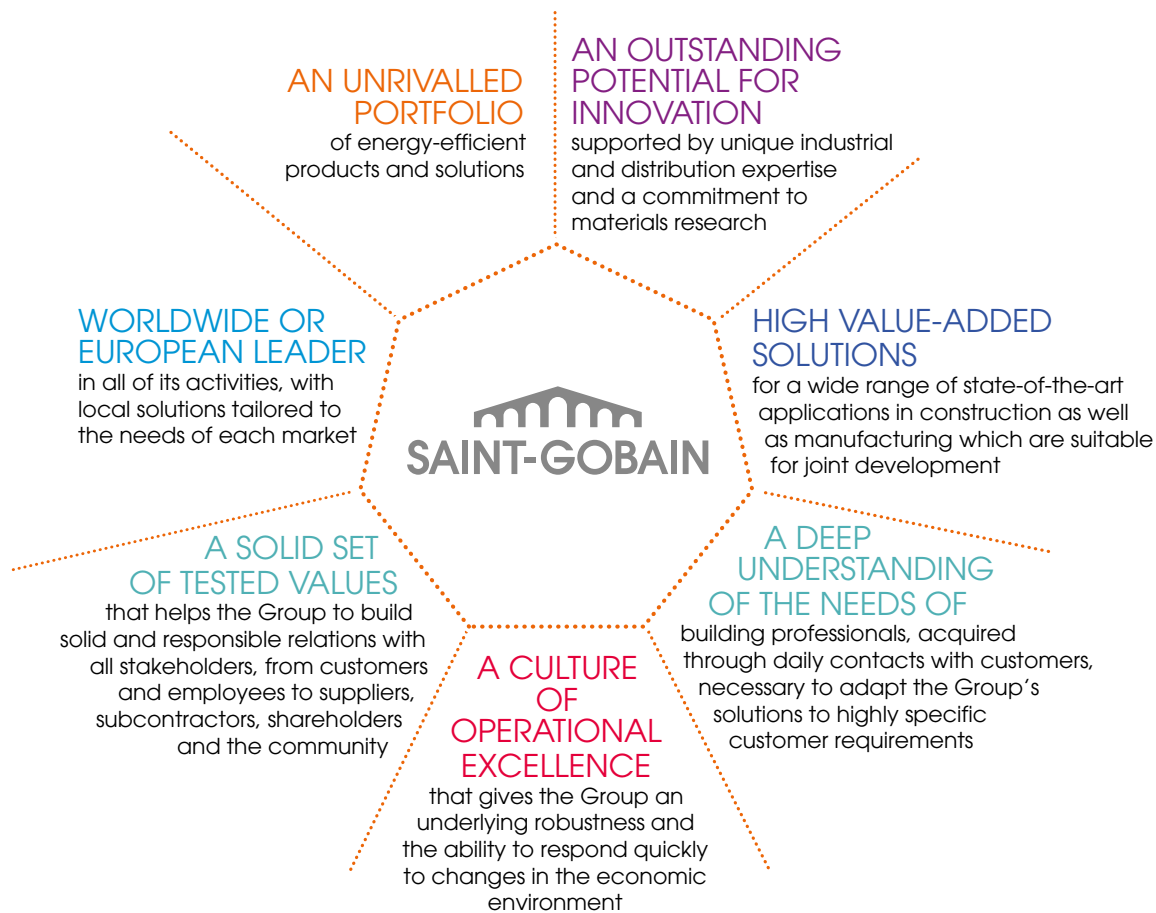 AN UNRIVALLED
PORTFOLIO
of energy-efficient
products and solutions
AN OUTSTANDING
POTENTIAL FOR
INNOVATION
supported by unique industrial
and distribution expertise
and a commitment to
materials research
WORLDWIDE OR
EUROPEAN LEADER
in all of its activities, with
local solutions tailored to
the needs of each market
SAINT-GOBAIN
HIGH VALUE-ADDED
SOLUTIONS
for a wide range of state-of-the-art
applications in construction as well
as manufacturing which are suitable
for joint development
A SOLID SET
OF TESTED VALUES
that helps the Group to build
solid and responsible relations with
all stakeholders, from customers
and employees to suppliers,
subcontractors, shareholders
and the community
A CULTURE
OF
OPERATIONAL
EXCELLENCE
that gives the Group an
underlying robustness and
the ability to respond quickly
to changes in the economic
environment
A DEEP
UNDERSTANDING
OF THE NEEDS OF
building professionals, acquired
through daily contacts with customers,
necessary to adapt the Group's
solutions to highly specific
customer requirements